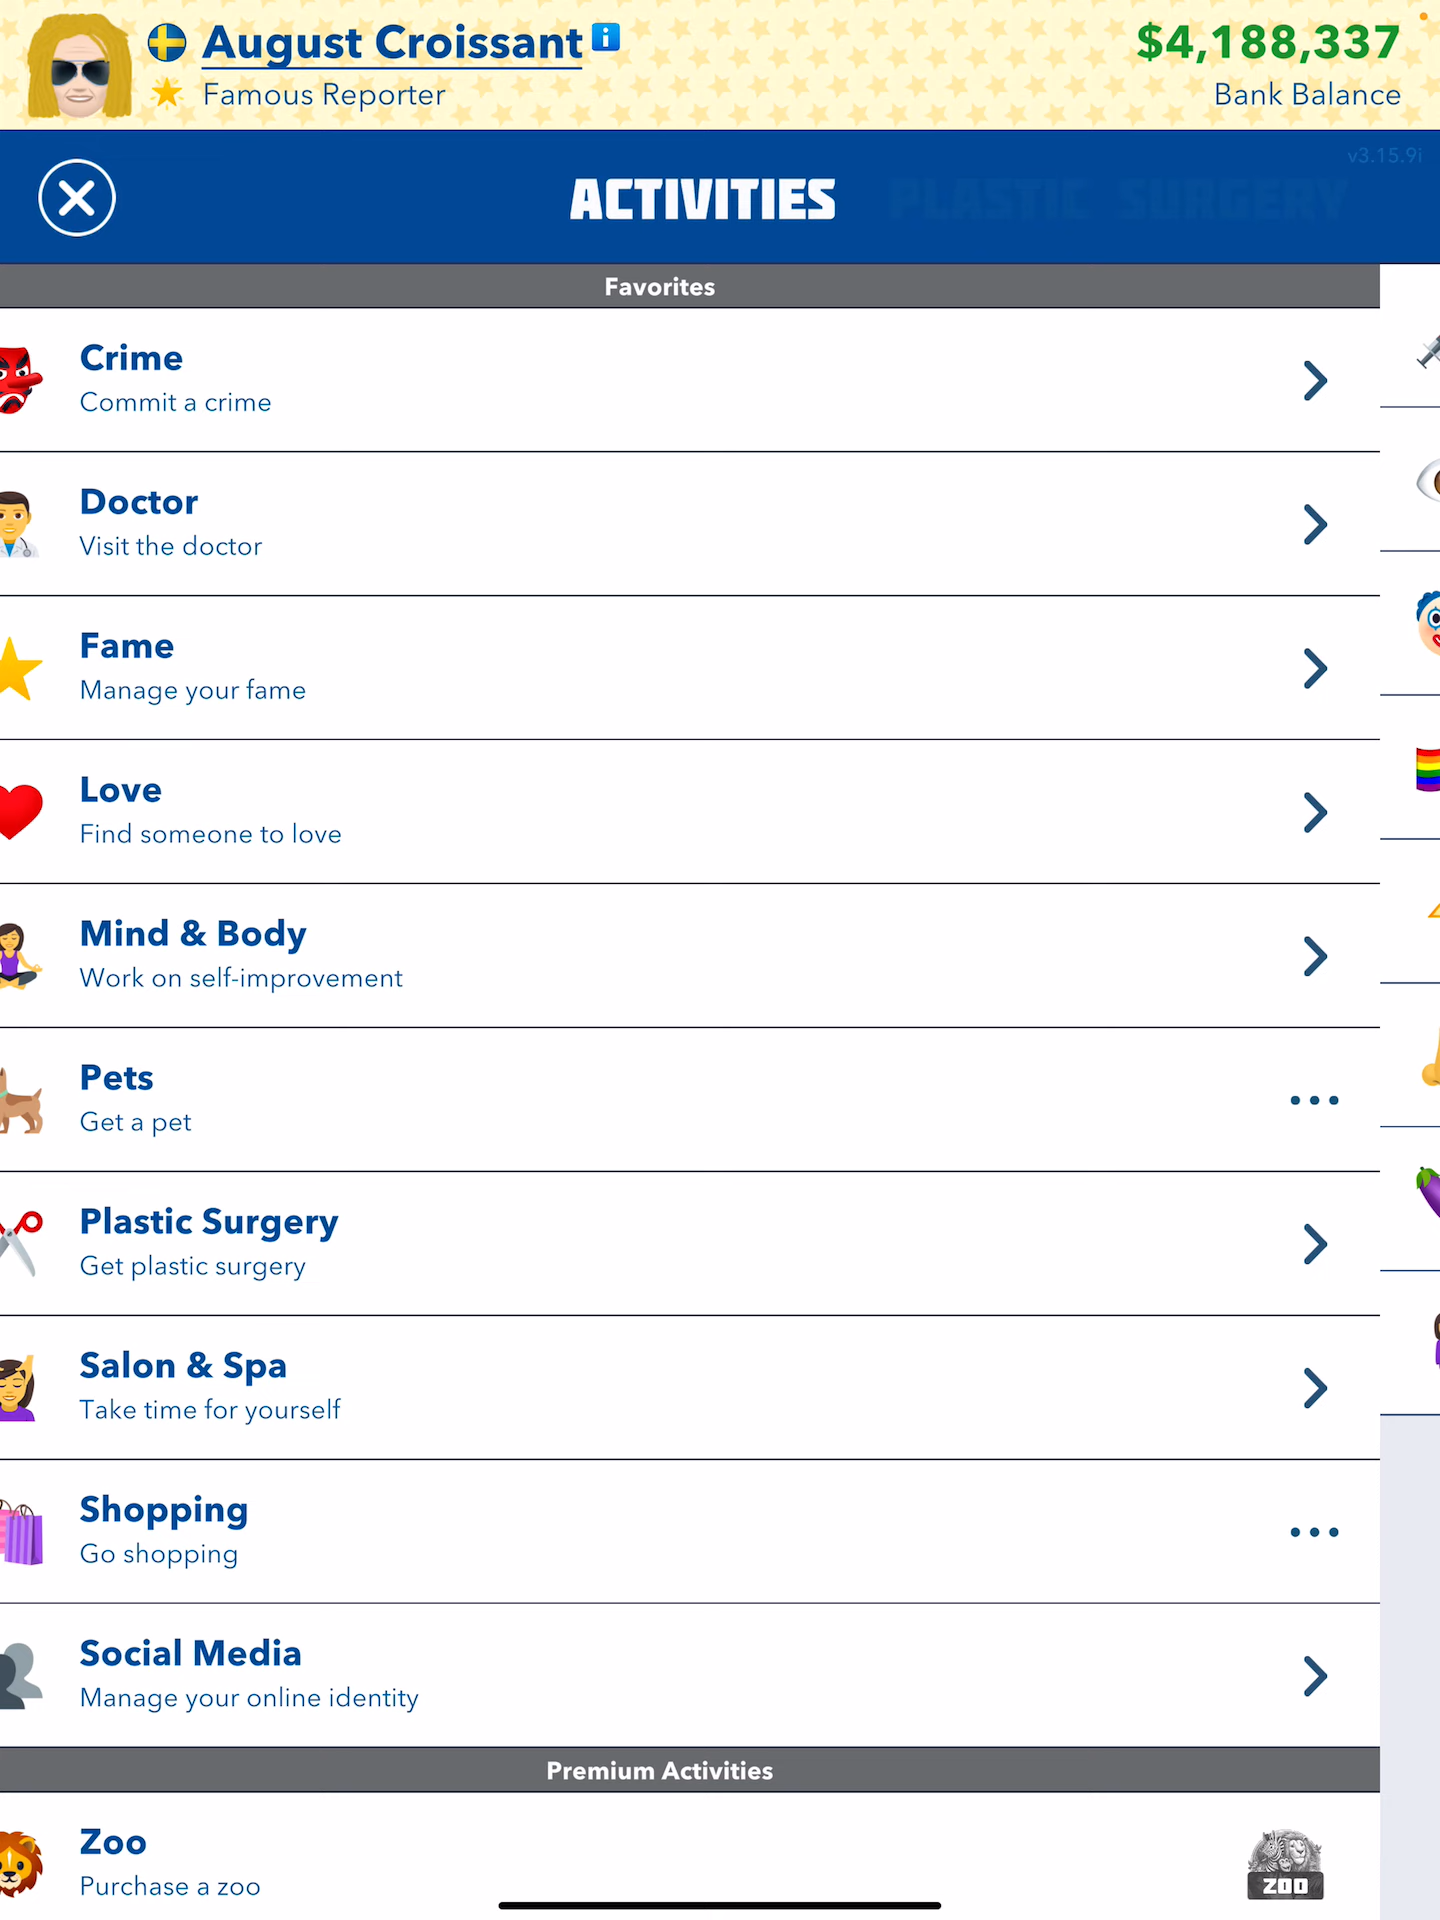 August Croissant
$4,188,337
Famous Reporter
Bank Balance
v3.15.9i
ACTIVITIES
PLASTIC SURGERY
Favorites
Crime
Commit a crime
Doctor
Visit the doctor
Fame
Manage your fame
Love
Find someone to love
Mind & Body
Work on self-improvement
Pets
Get a pet
Plastic Surgery
Get plastic surgery
Salon & Spa
Take time for yourself
Shopping
Go shopping
Social Media
Manage your online identity
Premium Activities
Zoo
Purchase a zoo
ZOO